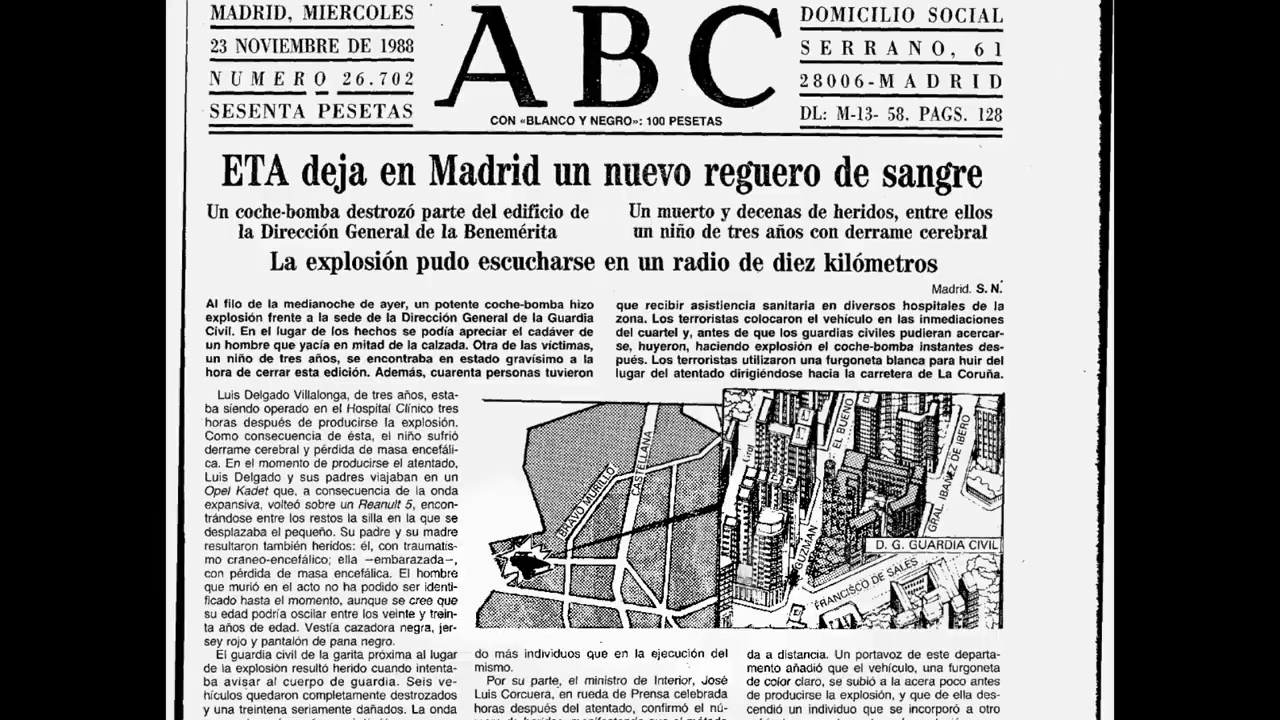 MADRID, MIERCOLES
23 NOVIEMBRE DE 1988
NUMERO 26.702
SESENTA PESETAS
ABC
CON «BLANCO Y NEGRO»: 100 PESETAS
DOMICILIO SOCIAL
SERRANO, 61
28006-MADRID
DL: M-13- 58. PAGS. 128
ETA deja en Madrid un nuevo reguero de sangre
Un coche-bomba destrozó parte del edificio de
la Dirección General de la Benemérita
Un muerto y decenas de heridos, entre ellos
un niño de tres años con derrame cerebral
La explosión pudo escucharse en un radio de diez kilómetros
Madrid. S. N.
Al filo de la medianoche de ayer, un potente coche-bomba hizo
explosión frente a la sede de la Dirección General de la Guardia
Civil. En el lugar de los hechos se podía apreciar el cadáver de
un hombre que yacía en mitad de la calzada. Otra de las víctimas,
un niño de tres años, se encontraba en estado gravísimo a la
hora de cerrar esta edición. Además, cuarenta personas tuvieron
que recibir asistiencia sanitaria en diversos hospitales de la
zona. Los terroristas colocaron el vehículo en las inmediaciones
del cuartel y, antes de que los guardias civiles pudieran acercar-
se, huyeron, haciendo explosión el coche-bomba instantes des-
pués. Los terroristas utilizaron una furgoneta blanca para huir del
lugar del atentado dirigiéndose hacia la carretera de La Coruña.
Luis Delgado Villalonga, de tres años, esta-
ba siendo operado en el Hospital Clínico tres
horas después de producirse la explosión.
Como consecuencia de ésta, el niño sufrió
derrame cerebral y pérdida de masa encefáli-
ca. En el momento de producirse el atentado,
Luis Delgado y sus padres viajaban en un
Opel Kadet que, a consecuencia de la onda
expansiva, volteó sobre un Reanult 5, encon-
trándose entre los restos la silla en la que se
desplazaba el pequeño. Su padre y su madre
resultaron también heridos: él, con traumatis-
mo craneo-encefálico; ella —embarazada—,
con pérdida de masa encefálica. El hombre
que murió en el acto no ha podido ser identi-
ficado hasta el momento, aunque se cree que
su edad podría oscilar entre los veinte y trein-
ta años de edad. Vestía cazadora negra, jer-
sey rojo y pantalón de pana negro.
El guardia civil de la garita próxima al lugar
de la explosión resultó herido cuando intenta-
ba avisar al cuerpo de guardia. Seis ve-
hículos quedaron completamente destrozados
y una treintena seriamente dañados. La onda
BRAVO MURILLO
CASTELLANA
Gral
GUZMAN
EL BUENO
GRAL. IBAÑEZ DE IBERO
D. G. GUARDIA CIVIL
FRANCISCO DE SALES
do más individuos que en la ejecución del
mismo.
Por su parte, el ministro de Interior, José
Luis Corcuera, en rueda de Prensa celebrada
después del atentado, confirmó el nú-
da a distancia. Un portavoz de este departa-
mento añadió que el vehículo, una furgoneta
de color claro, se subió a la acera poco antes
de producirse la explosión, y que de ella des-
cendió un individuo que se incorporó a otro